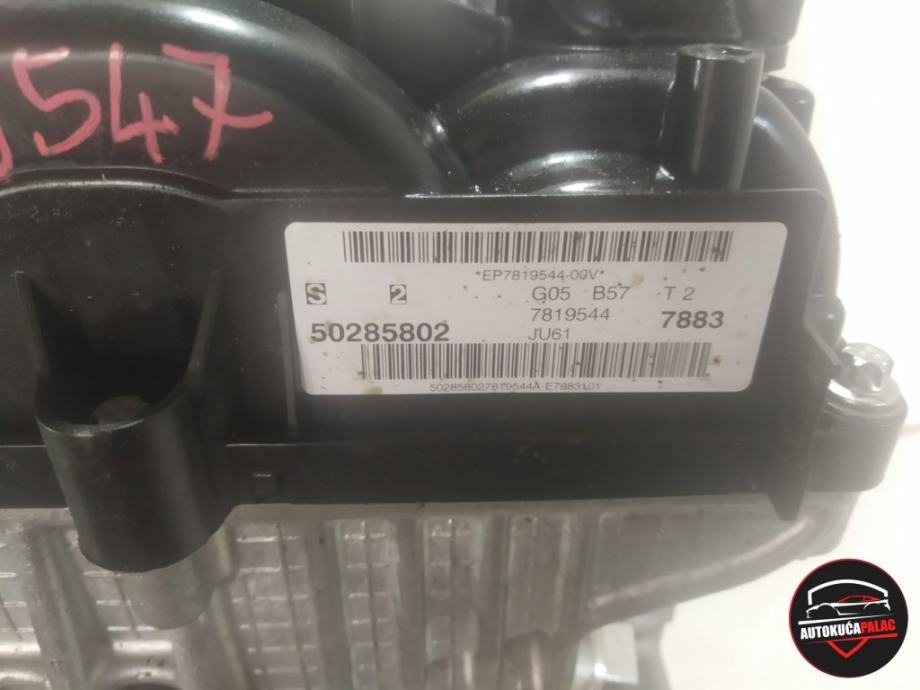 547
*EP7819544-00V*
S 2 G05 B57 T 2
7819544
50285802 7883
JU61
502858027819544A-E7883101
AUTOKUĆAPALAC